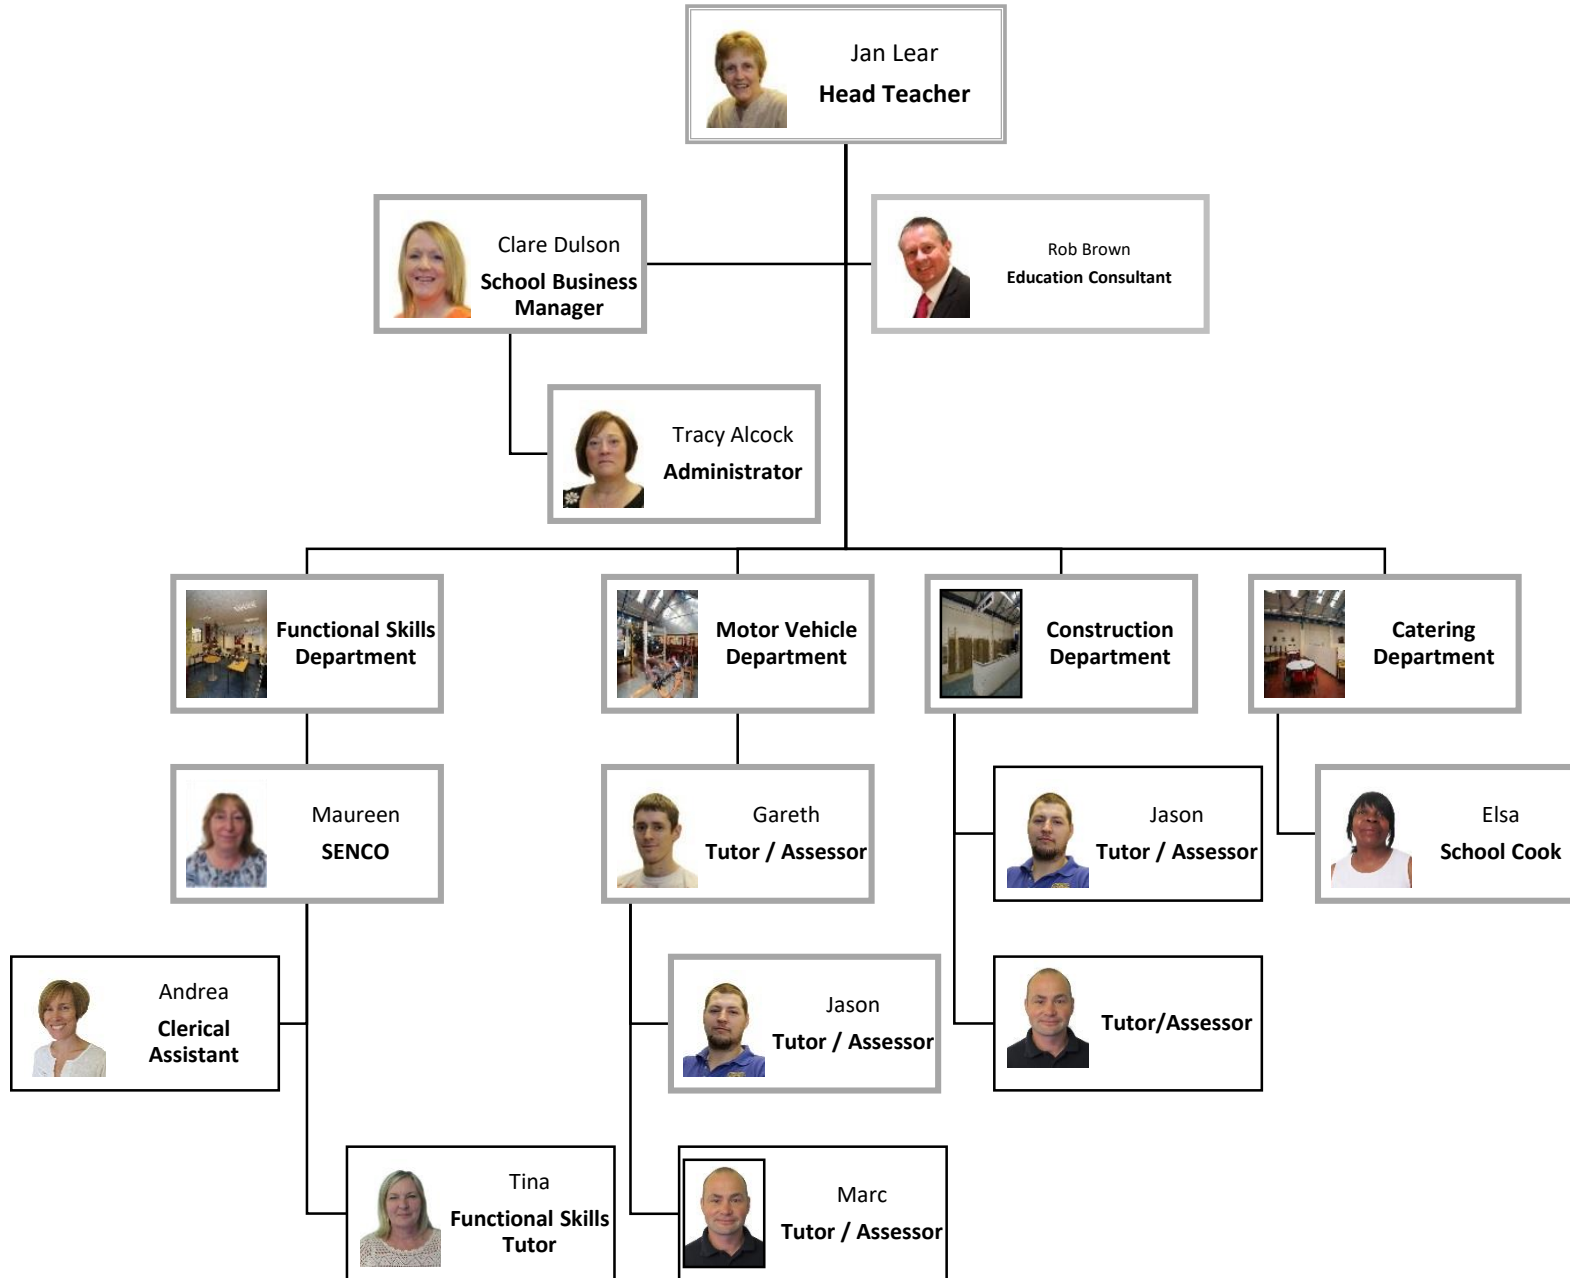 Jan Lear
Head Teacher
Clare Dulson
School Business
Manager
Rob Brown
Education Consultant
Tracy Alcock
Administrator
Functional Skills
Department
Motor Vehicle
Department
Construction
Department
Catering
Department
Maureen
SENCO
Gareth
Tutor / Assessor
Jason
Tutor / Assessor
Elsa
School Cook
Andrea
Clerical
Assistant
Jason
Tutor / Assessor
Tutor/Assessor
Tina
Functional Skills
Tutor
Marc
Tutor / Assessor